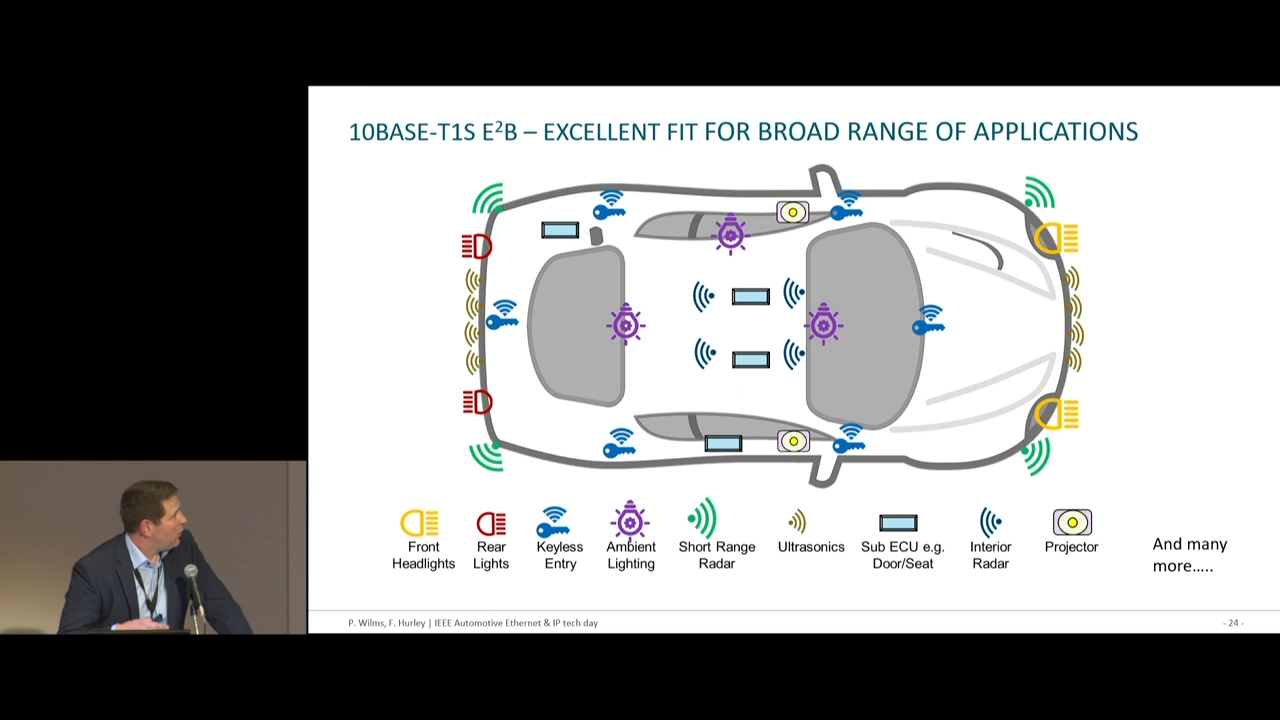 10BASE-T1S E²B – EXCELLENT FIT FOR BROAD RANGE OF APPLICATIONS
Front
Headlights
Rear
Lights
Keyless
Entry
Ambient
Lighting
Short Range
Radar
Ultrasonics
Sub ECU e.g.
Door/Seat
Interior
Radar
Projector
And many
more.....
P. Wilms, F. Hurley | IEEE Automotive Ethernet & IP tech day
- 24 -